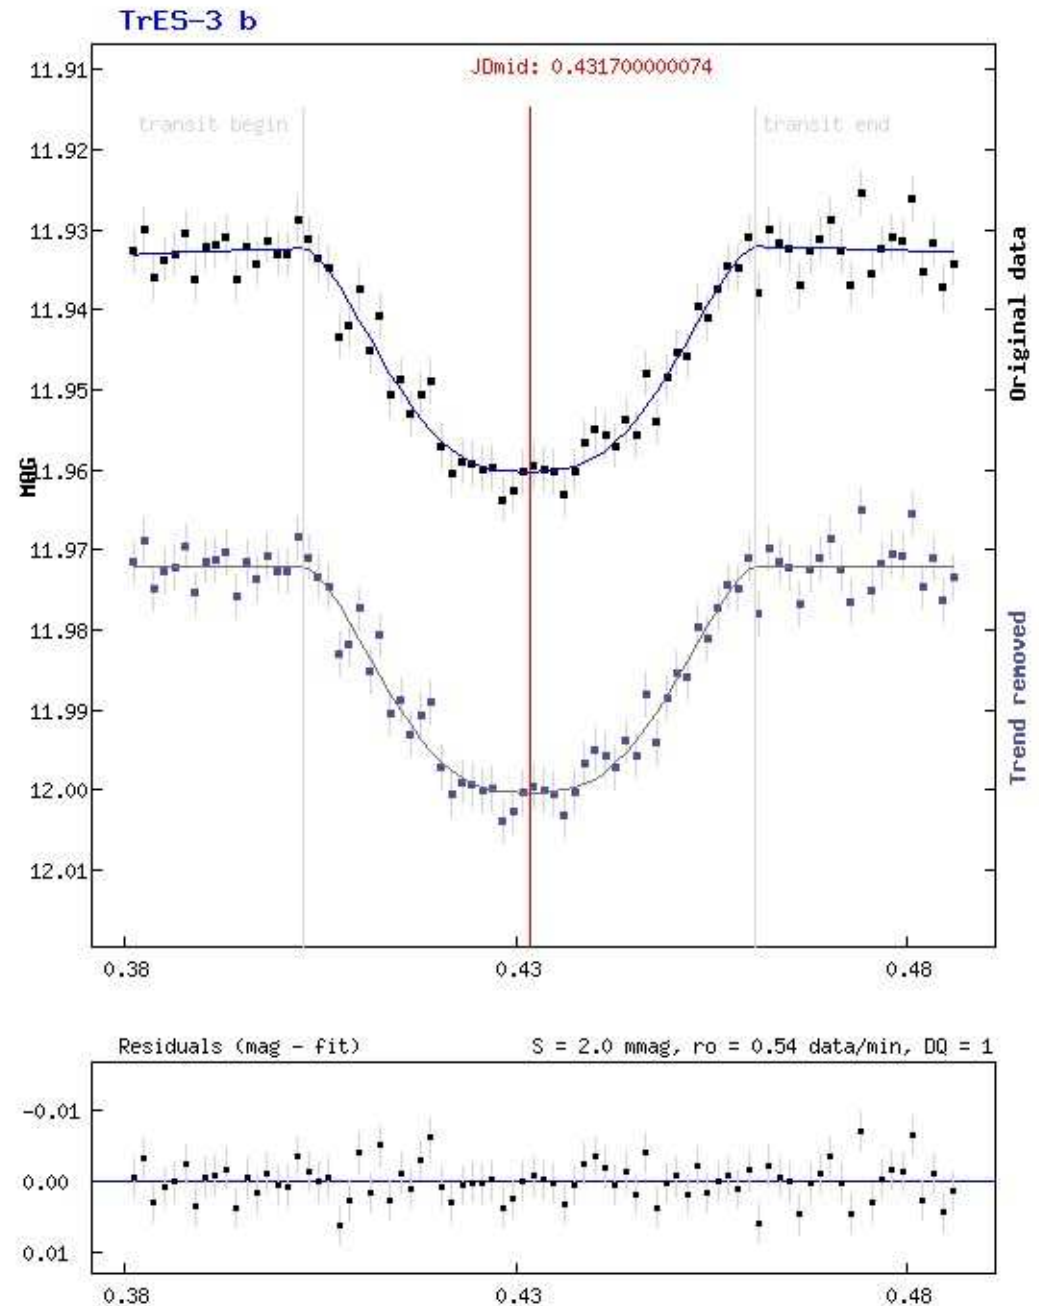 TrES-3 b
JDmid: 0.431700000074
transit begin
transit end
11.91
11.92
11.93
11.94
11.95
11.96
11.97
11.98
11.99
12.00
12.01
MAG
Original data
Trend removed
0.38
0.43
0.48
Residuals (mag - fit)
S = 2.0 mmag, ro = 0.54 data/min, DQ = 1
-0.01
0.00
0.01
0.38
0.43
0.48